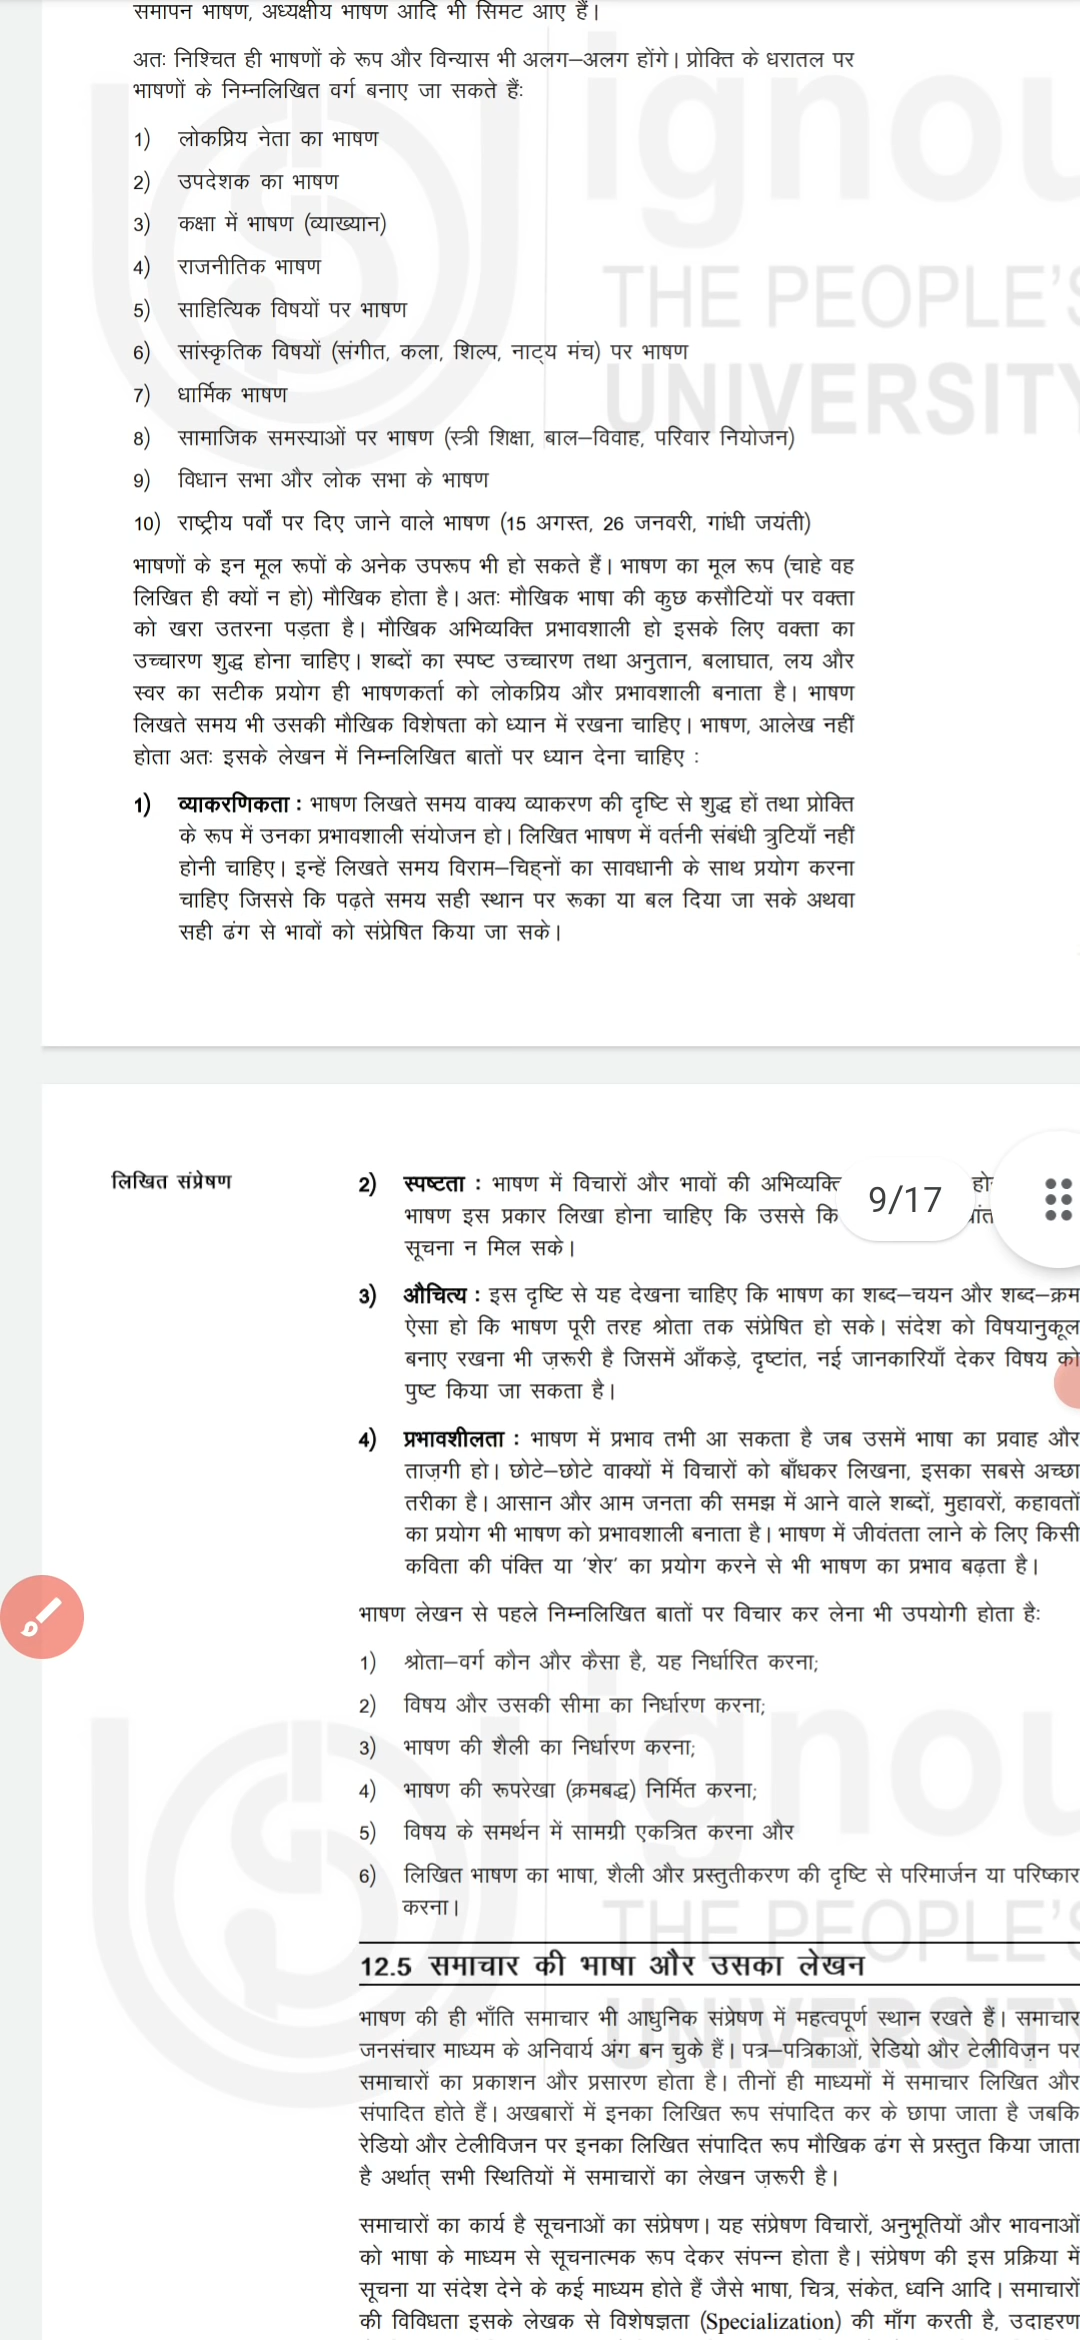 समापन भाषण, अध्यक्षीय भाषण आदि भी सिमट आए हैं।
अतः निश्चित ही भाषणों के रूप और विन्यास भी अलग–अलग होंगे। प्रोक्ति के धरातल पर
भाषणों के निम्नलिखित वर्ग बनाए जा सकते हैंः
1) लोकप्रिय नेता का भाषण
2) उपदेशक का भाषण
3) कक्षा में भाषण (व्याख्यान)
4) राजनीतिक भाषण
5) साहित्यिक विषयों पर भाषण
6) सांस्कृतिक विषयों (संगीत, कला, शिल्प, नाट्य मंच) पर भाषण
7) धार्मिक भाषण
8) सामाजिक समस्याओं पर भाषण (स्त्री शिक्षा, बाल–विवाह, परिवार नियोजन)
9) विधान सभा और लोक सभा के भाषण
10) राष्ट्रीय पर्वों पर दिए जाने वाले भाषण (15 अगस्त, 26 जनवरी, गांधी जयंती)
भाषणों के इन मूल रूपों के अनेक उपरूप भी हो सकते हैं। भाषण का मूल रूप (चाहे वह
लिखित ही क्यों न हो) मौखिक होता है। अतः मौखिक भाषा की कुछ कसौटियों पर वक्ता
को खरा उतरना पड़ता है। मौखिक अभिव्यक्ति प्रभावशाली हो इसके लिए वक्ता का
उच्चारण शुद्ध होना चाहिए। शब्दों का स्पष्ट उच्चारण तथा अनुतान, बलाघात, लय और
स्वर का सटीक प्रयोग ही भाषणकर्ता को लोकप्रिय और प्रभावशाली बनाता है। भाषण
लिखते समय भी उसकी मौखिक विशेषता को ध्यान में रखना चाहिए। भाषण, आलेख नहीं
होता अतः इसके लेखन में निम्नलिखित बातों पर ध्यान देना चाहिए :
1) व्याकरणिकता : भाषण लिखते समय वाक्य व्याकरण की दृष्टि से शुद्ध हों तथा प्रोक्ति
के रूप में उनका प्रभावशाली संयोजन हो। लिखित भाषण में वर्तनी संबंधी त्रुटियाँ नहीं
होनी चाहिए। इन्हें लिखते समय विराम–चिह्नों का सावधानी के साथ प्रयोग करना
चाहिए जिससे कि पढ़ते समय सही स्थान पर रूका या बल दिया जा सके अथवा
सही ढंग से भावों को संप्रेषित किया जा सके।
लिखित संप्रेषण
2) स्पष्टता : भाषण में विचारों और भावों की अभिव्यक्ति
9/17
भाषण इस प्रकार लिखा होना चाहिए कि उससे कि
सूचना न मिल सके।
3) औचित्य : इस दृष्टि से यह देखना चाहिए कि भाषण का शब्द–चयन और शब्द–क्रम
ऐसा हो कि भाषण पूरी तरह श्रोता तक संप्रेषित हो सके। संदेश को विषयानुकूल
बनाए रखना भी ज़रूरी है जिसमें आँकड़े, दृष्टांत, नई जानकारियाँ देकर विषय को
पुष्ट किया जा सकता है।
4) प्रभावशीलता : भाषण में प्रभाव तभी आ सकता है जब उसमें भाषा का प्रवाह और
ताज़गी हो। छोटे–छोटे वाक्यों में विचारों को बाँधकर लिखना, इसका सबसे अच्छा
तरीका है। आसान और आम जनता की समझ में आने वाले शब्दों, मुहावरों, कहावतों
का प्रयोग भी भाषण को प्रभावशाली बनाता है। भाषण में जीवंतता लाने के लिए किसी
कविता की पंक्ति या 'शेर' का प्रयोग करने से भी भाषण का प्रभाव बढ़ता है।
भाषण लेखन से पहले निम्नलिखित बातों पर विचार कर लेना भी उपयोगी होता हैः
1) श्रोता–वर्ग कौन और कैसा है, यह निर्धारित करना;
2) विषय और उसकी सीमा का निर्धारण करना;
3) भाषण की शैली का निर्धारण करना;
4) भाषण की रूपरेखा (क्रमबद्ध) निर्मित करना;
5) विषय के समर्थन में सामग्री एकत्रित करना और
6) लिखित भाषण का भाषा, शैली और प्रस्तुतीकरण की दृष्टि से परिमार्जन या परिष्कार
करना।
12.5 समाचार की भाषा और उसका लेखन
भाषण की ही भाँति समाचार भी आधुनिक संप्रेषण में महत्वपूर्ण स्थान रखते हैं। समाचार
जनसंचार माध्यम के अनिवार्य अंग बन चुके हैं। पत्र–पत्रिकाओं, रेडियो और टेलीविज़न पर
समाचारों का प्रकाशन और प्रसारण होता है। तीनों ही माध्यमों में समाचार लिखित और
संपादित होते हैं। अखबारों में इनका लिखित रूप संपादित कर के छापा जाता है जबकि
रेडियो और टेलीविजन पर इनका लिखित संपादित रूप मौखिक ढंग से प्रस्तुत किया जाता
है अर्थात् सभी स्थितियों में समाचारों का लेखन ज़रूरी है।
समाचारों का कार्य है सूचनाओं का संप्रेषण। यह संप्रेषण विचारों, अनुभूतियों और भावनाओं
को भाषा के माध्यम से सूचनात्मक रूप देकर संपन्न होता है। संप्रेषण की इस प्रक्रिया में
सूचना या संदेश देने के कई माध्यम होते हैं जैसे भाषा, चित्र, संकेत, ध्वनि आदि। समाचारों
की विविधता इसके लेखक से विशेषज्ञता (Specialization) की माँग करती है, उदाहरण
ignou
THE PEOPLE'S
UNIVERSITY
ignou
THE PEOPLE'S
UNIVERSITY